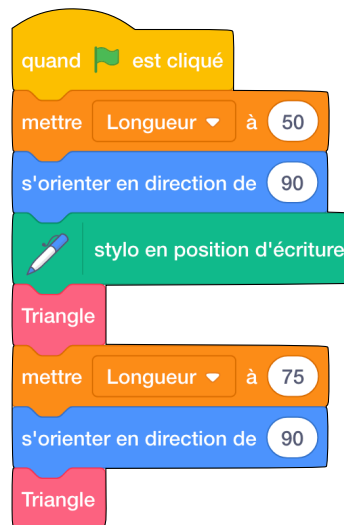 quand est cliqué
mettre Longueur à 50
s'orienter en direction de 90
stylo en position d'écriture
Triangle
mettre Longueur à 75
s'orienter en direction de 90
Triangle